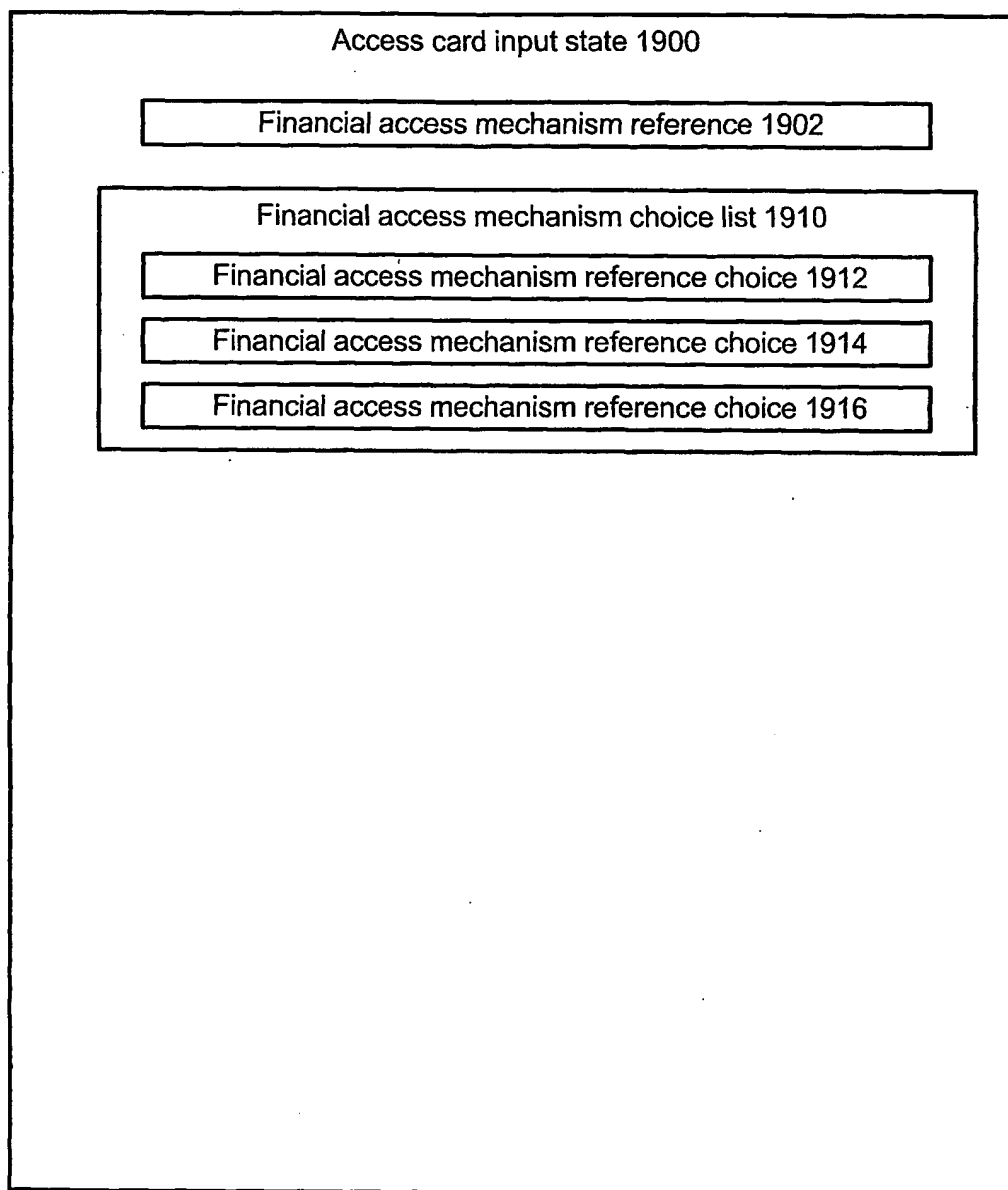 Access card input state 1900
Financial access mechanism reference 1902
Financial access mechanism choice list 1910
Financial access mechanism reference choice 1912
Financial access mechanism reference choice 1914
Financial access mechanism reference choice 1916